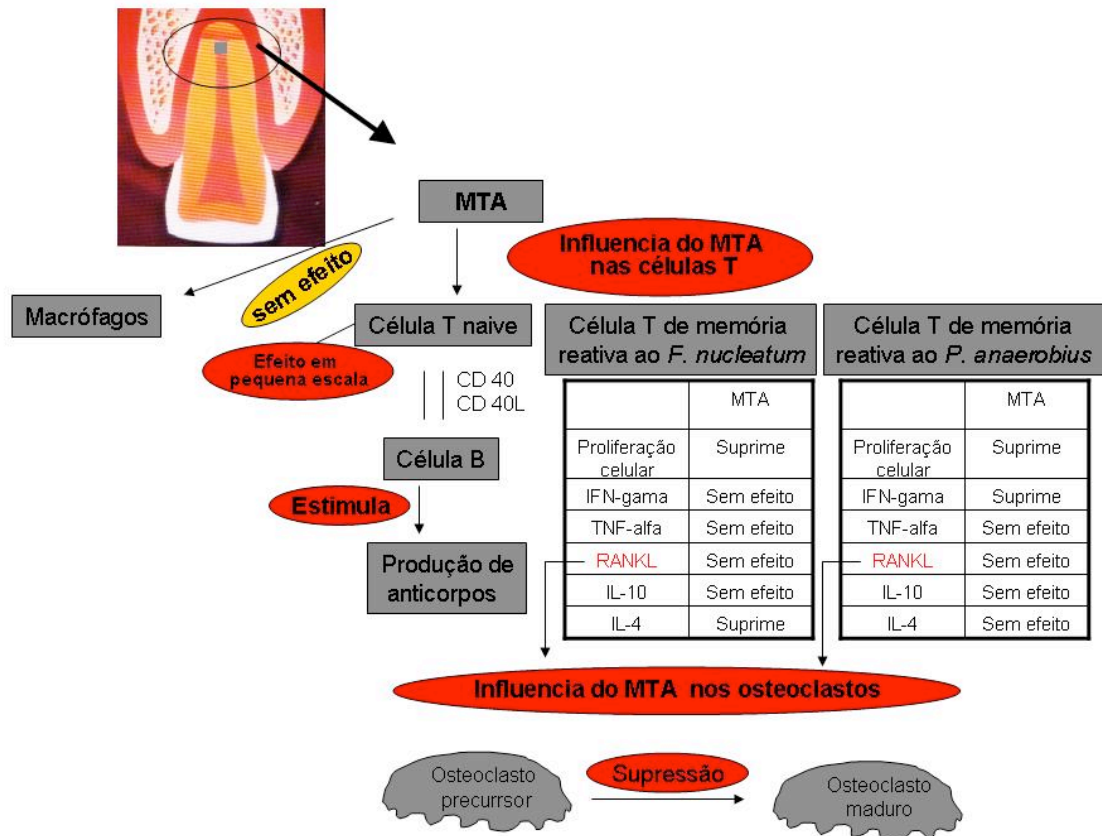 MTA
Influencia do MTA
nas células T
sem efeito
Macrófagos
Célula T naive
Efeito em
pequena escala
CD 40
CD 40L
Célula B
Estimula
Produção de
anticorpos
Célula T de memória
reativa ao F. nucleatum
MTA
Proliferação
celular
Suprime
IFN-gama Sem efeito
TNF-alfa Sem efeito
RANKL Sem efeito
IL-10 Sem efeito
IL-4 Suprime
Célula T de memória
reativa ao P. anaerobius
MTA
Proliferação
celular
Suprime
IFN-gama Suprime
TNF-alfa Sem efeito
RANKL Sem efeito
IL-10 Sem efeito
IL-4 Sem efeito
Influencia do MTA nos osteoclastos
Osteoclasto
precurrsor
Supressão
Osteoclasto
maduro